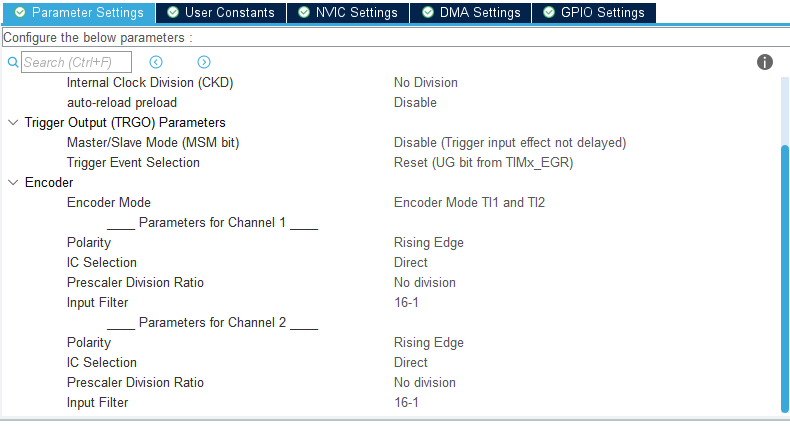 Parameter Settings User Constants NVIC Settings DMA Settings GPIO Settings
Configure the below parameters :
Search (Ctrl+F)
Internal Clock Division (CKD) No Division
auto-reload preload Disable
Trigger Output (TRGO) Parameters
Master/Slave Mode (MSM bit) Disable (Trigger input effect not delayed)
Trigger Event Selection Reset (UG bit from TIMx_EGR)
Encoder
Encoder Mode Encoder Mode TI1 and TI2
____ Parameters for Channel 1 ____
Polarity Rising Edge
IC Selection Direct
Prescaler Division Ratio No division
Input Filter 16-1
____ Parameters for Channel 2 ____
Polarity Rising Edge
IC Selection Direct
Prescaler Division Ratio No division
Input Filter 16-1